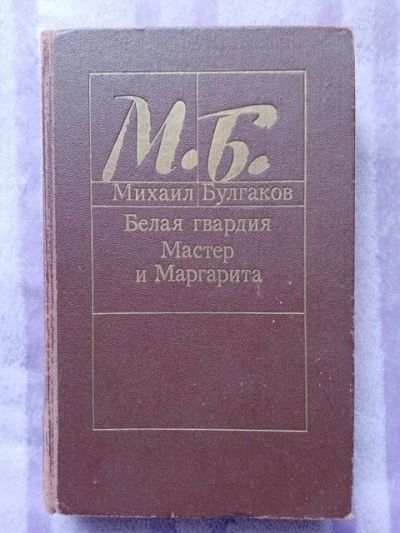 М.Б.
Михаил Булгаков
Белая гвардия
Мастер
и Маргарита